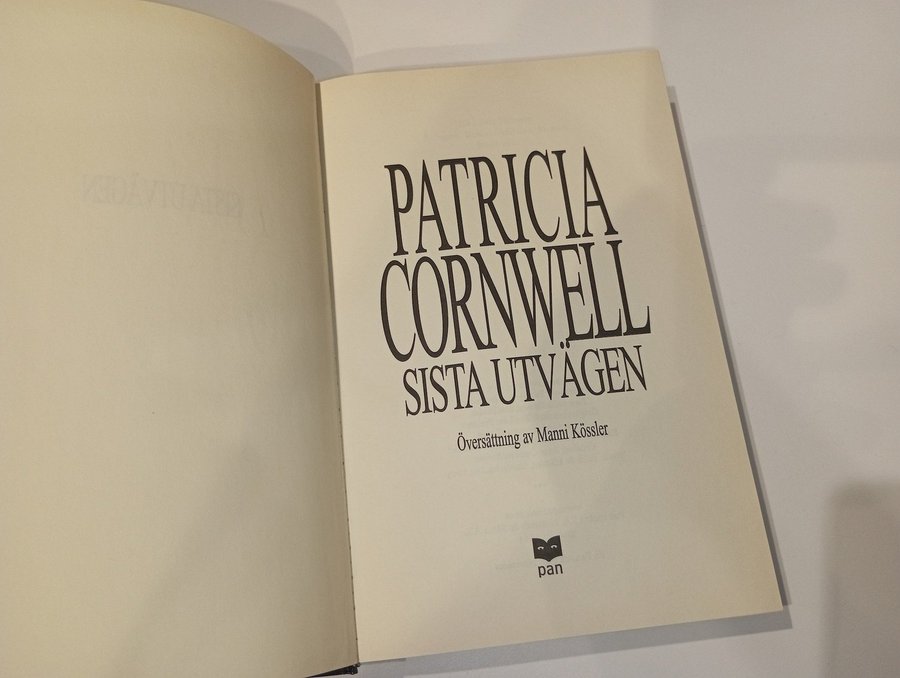 PATRICIA
CORNWELL
SISTA UTVÄGEN
Översättning av Manni Kössler
pan